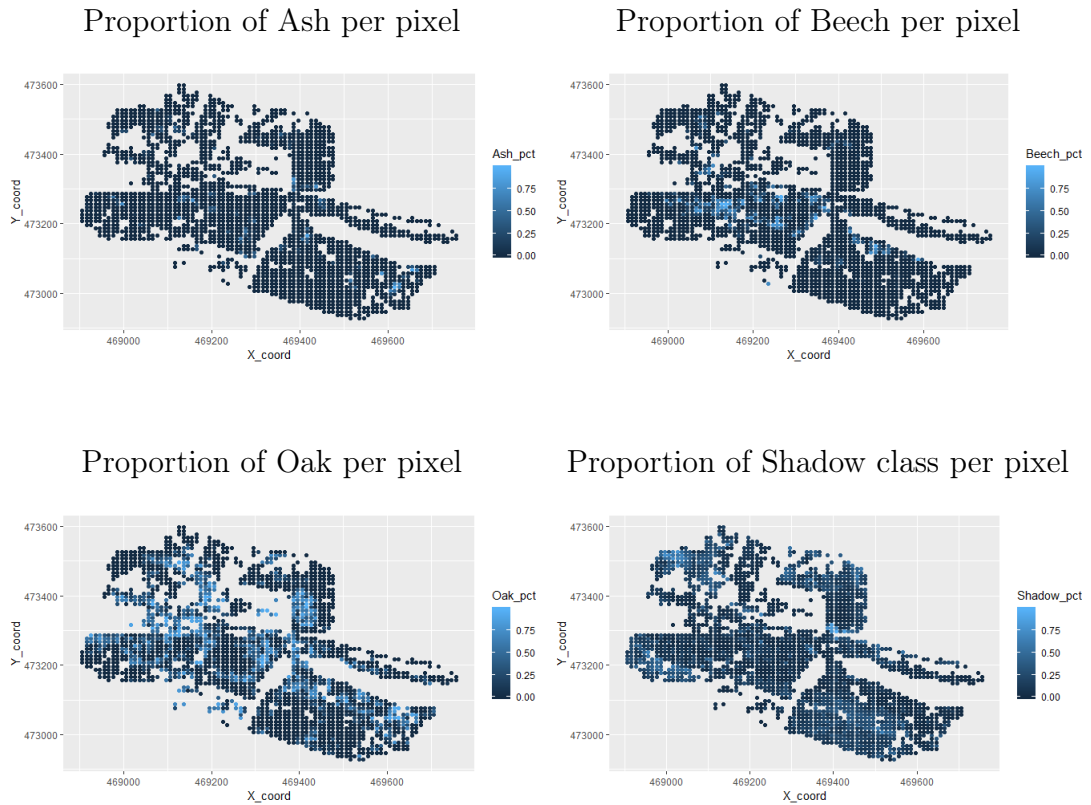 Proportion of Ash per pixel
473600
473400
473200
473000
Y_coord
469000 469200 469400 469600
X_coord
Ash_pct
0.75
0.50
0.25
0.00
Proportion of Beech per pixel
473600
473400
473200
473000
Y_coord
469000 469200 469400 469600
X_coord
Beech_pct
0.75
0.50
0.25
0.00
Proportion of Oak per pixel
473600
473400
473200
473000
Y_coord
469000 469200 469400 469600
X_coord
Oak_pct
0.75
0.50
0.25
0.00
Proportion of Shadow class per pixel
473600
473400
473200
473000
Y_coord
469000 469200 469400 469600
X_coord
Shadow_pct
0.75
0.50
0.25
0.00